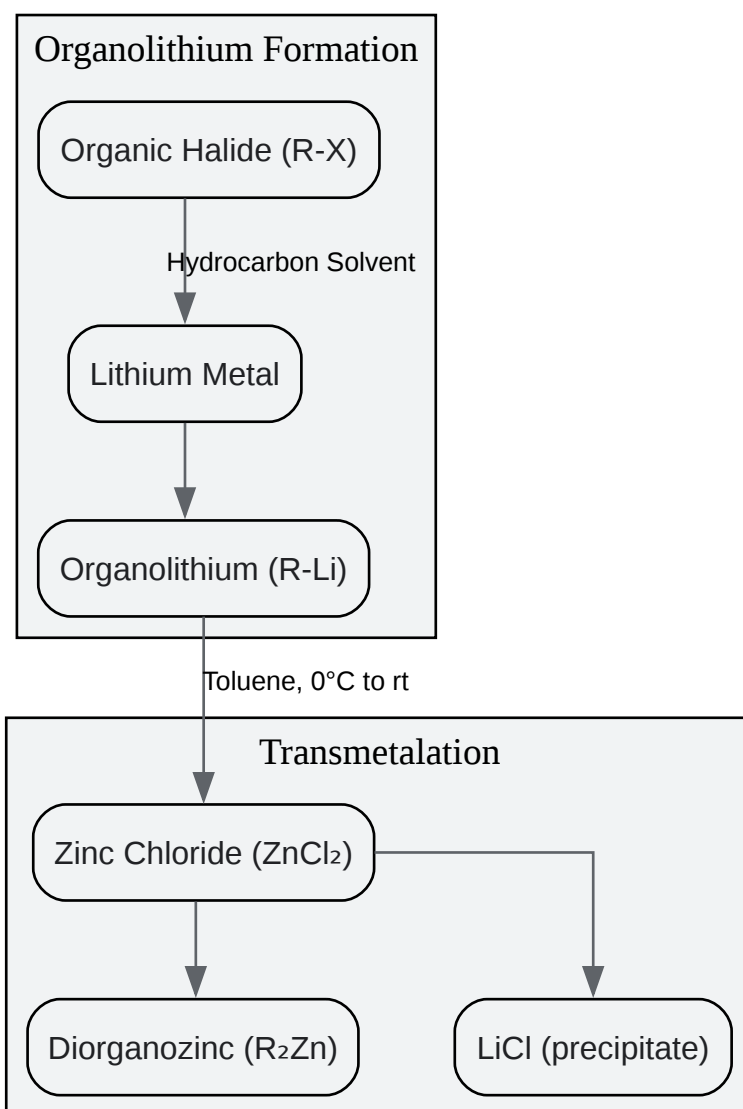 Organolithium Formation
Organic Halide (R-X)
Hydrocarbon Solvent
Lithium Metal
Organolithium (R-Li)
Toluene, 0°C to rt
Transmetalation
Zinc Chloride (ZnCl₂)
Diorganozinc (R₂Zn)
LiCl (precipitate)